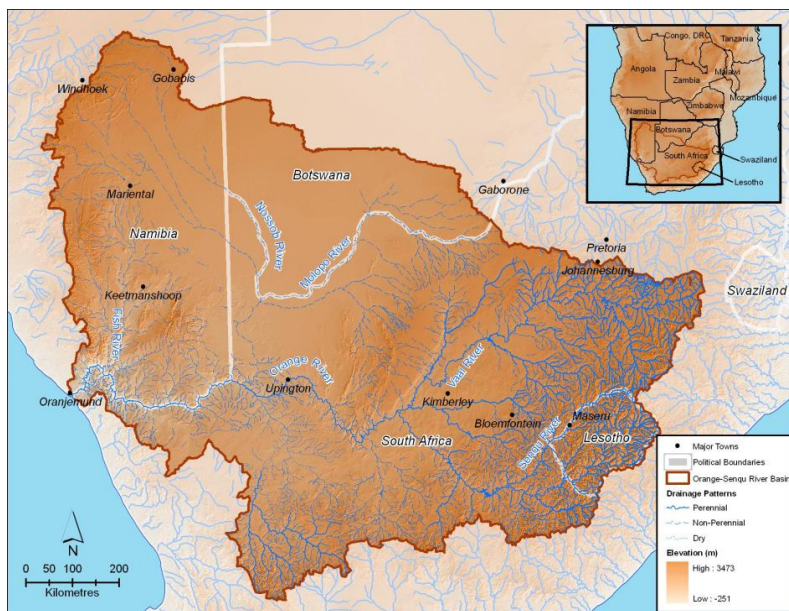 Windhoek
Gobabis
Botswana
Mariental
Namibia
Nossob River
Molopo River
Gaborone
Pretoria
Johannesburg
Swaziland
Keetmanshoop
Fish River
Orange River
Upington
Oranjemund
Vaal River
Kimberley
Bloemfontein
Maseru
Senqu River
Lesotho
South Africa
Congo, DRC
Tanzania
Angola
Malawi
Zambia
Mozambique
Zimbabwe
Namibia
Botswana
South Africa
Swaziland
Lesotho
N
0 50 100 200
Kilometres
Major Towns
Political Boundaries
Orange-Senqu River Basin
Drainage Patterns
Perennial
Non-Perennial
Dry
Elevation (m)
High : 3473
Low : -251